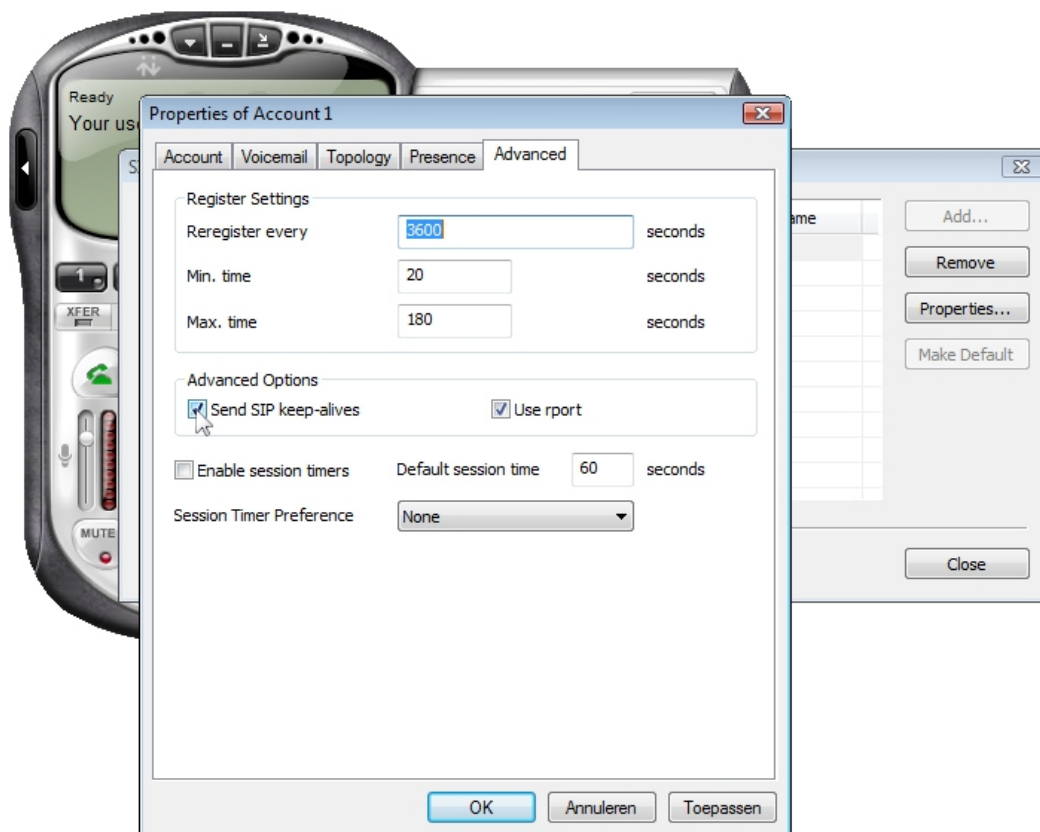 Ready
Your us
Properties of Account 1
Account Voicemail Topology Presence Advanced
Register Settings
Reregister every 3600 seconds
Min. time 20 seconds
Max. time 180 seconds
Advanced Options
Send SIP keep-alives Use rport
Enable session timers Default session time 60 seconds
Session Timer Preference None
OK Annuleren Toepassen
S
ame
Add...
Remove
Properties...
Make Default
Close
1
XFER
MUTE